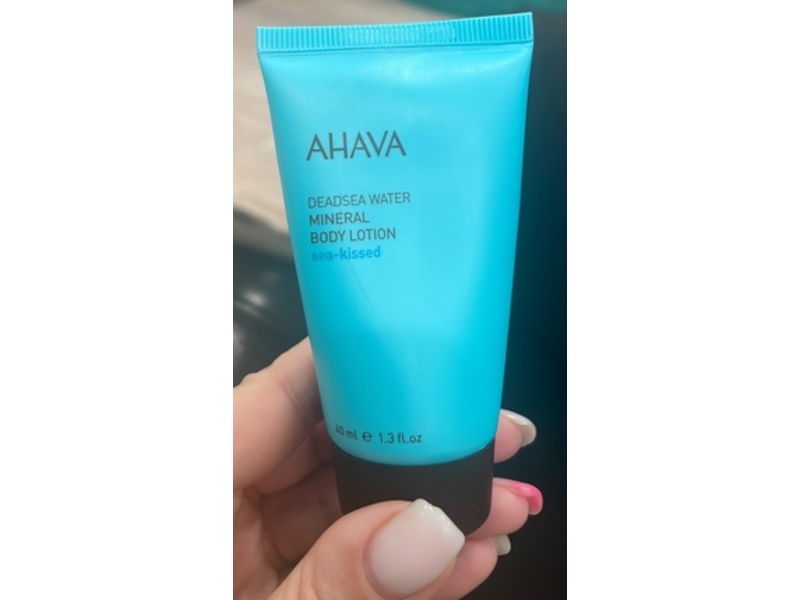 AHAVA
DEADSEA WATER
MINERAL
BODY LOTION
sea-kissed
40 ml e 1.3 fl.oz